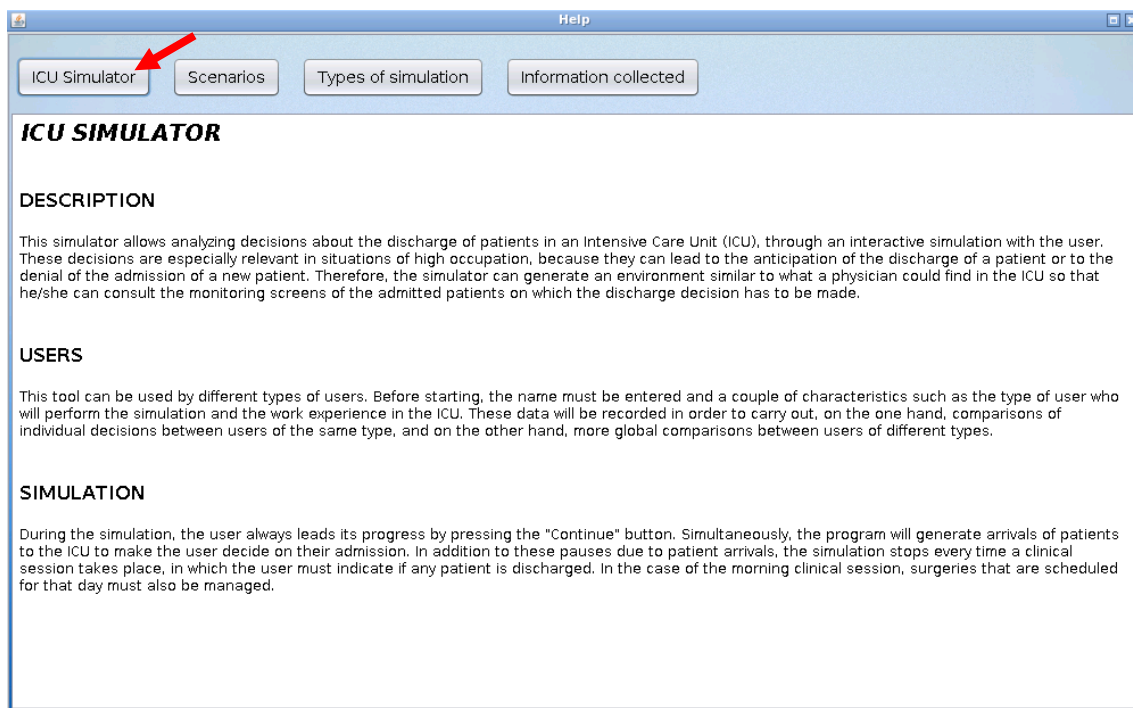 Help
ICU Simulator
Scenarios
Types of simulation
Information collected
ICU SIMULATOR
DESCRIPTION
This simulator allows analyzing decisions about the discharge of patients in an Intensive Care Unit (ICU), through an interactive simulation with the user.
These decisions are especially relevant in situations of high occupation, because they can lead to the anticipation of the discharge of a patient or to the
denial of the admission of a new patient. Therefore, the simulator can generate an environment similar to what a physician could find in the ICU so that
he/she can consult the monitoring screens of the admitted patients on which the discharge decision has to be made.
USERS
This tool can be used by different types of users. Before starting, the name must be entered and a couple of characteristics such as the type of user who
will perform the simulation and the work experience in the ICU. These data will be recorded in order to carry out, on the one hand, comparisons of
individual decisions between users of the same type, and on the other hand, more global comparisons between users of different types.
SIMULATION
During the simulation, the user always leads its progress by pressing the "Continue" button. Simultaneously, the program will generate arrivals of patients
to the ICU to make the user decide on their admission. In addition to these pauses due to patient arrivals, the simulation stops every time a clinical
session takes place, in which the user must indicate if any patient is discharged. In the case of the morning clinical session, surgeries that are scheduled
for that day must also be managed.